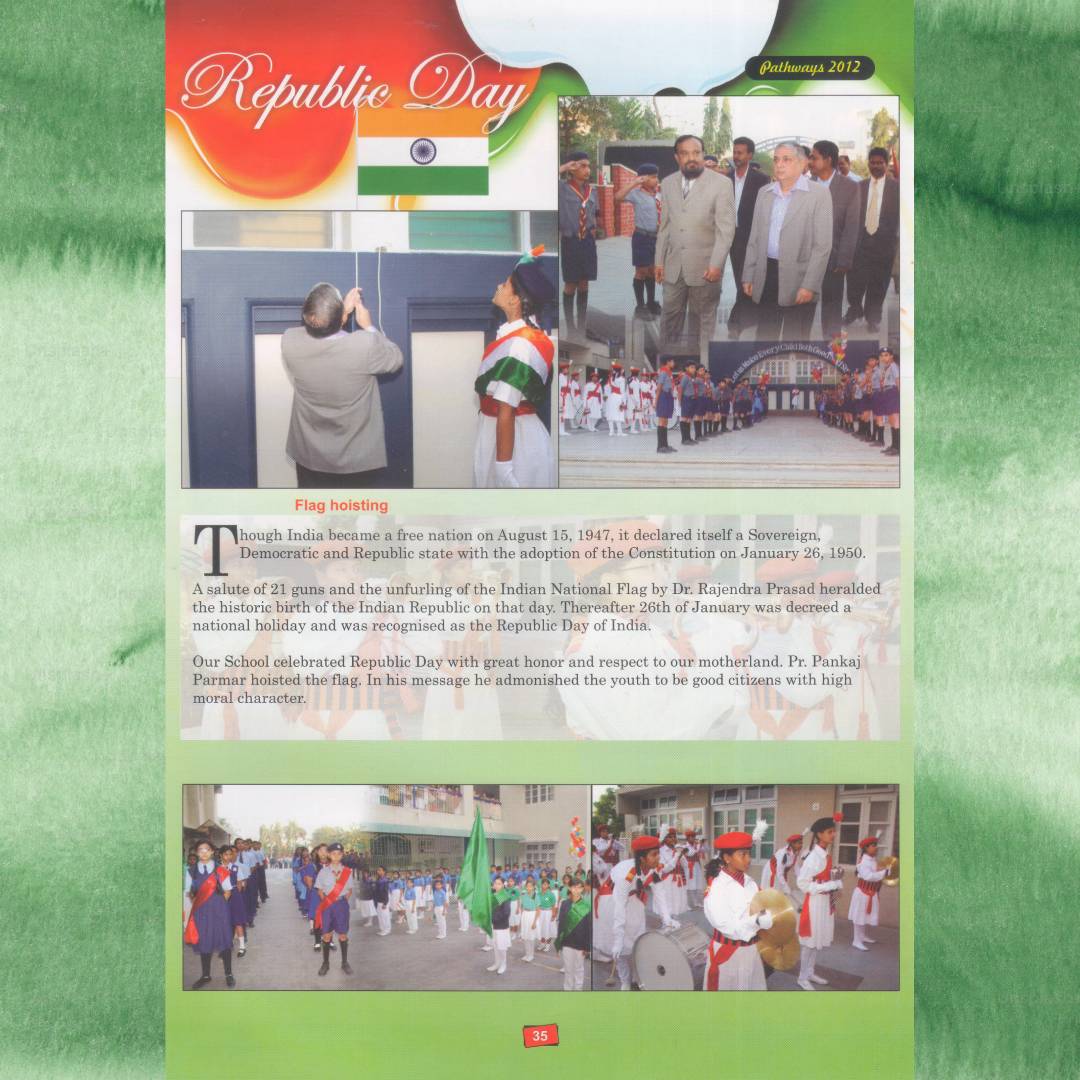 Republic Day
Pathways 2012
Let us Make Every Child
Flag hoisting
Though India became a free nation on August 15, 1947, it declared itself a Sovereign,
Democratic and Republic state with the adoption of the Constitution on January 26, 1950.
A salute of 21 guns and the unfurling of the Indian National Flag by Dr. Rajendra Prasad heralded
the historic birth of the Indian Republic on that day. Thereafter 26th of January was decreed a
national holiday and was recognised as the Republic Day of India.
Our School celebrated Republic Day with great honor and respect to our motherland. Pr. Pankaj
Parmar hoisted the flag. In his message he admonished the youth to be good citizens with high
moral character.
35